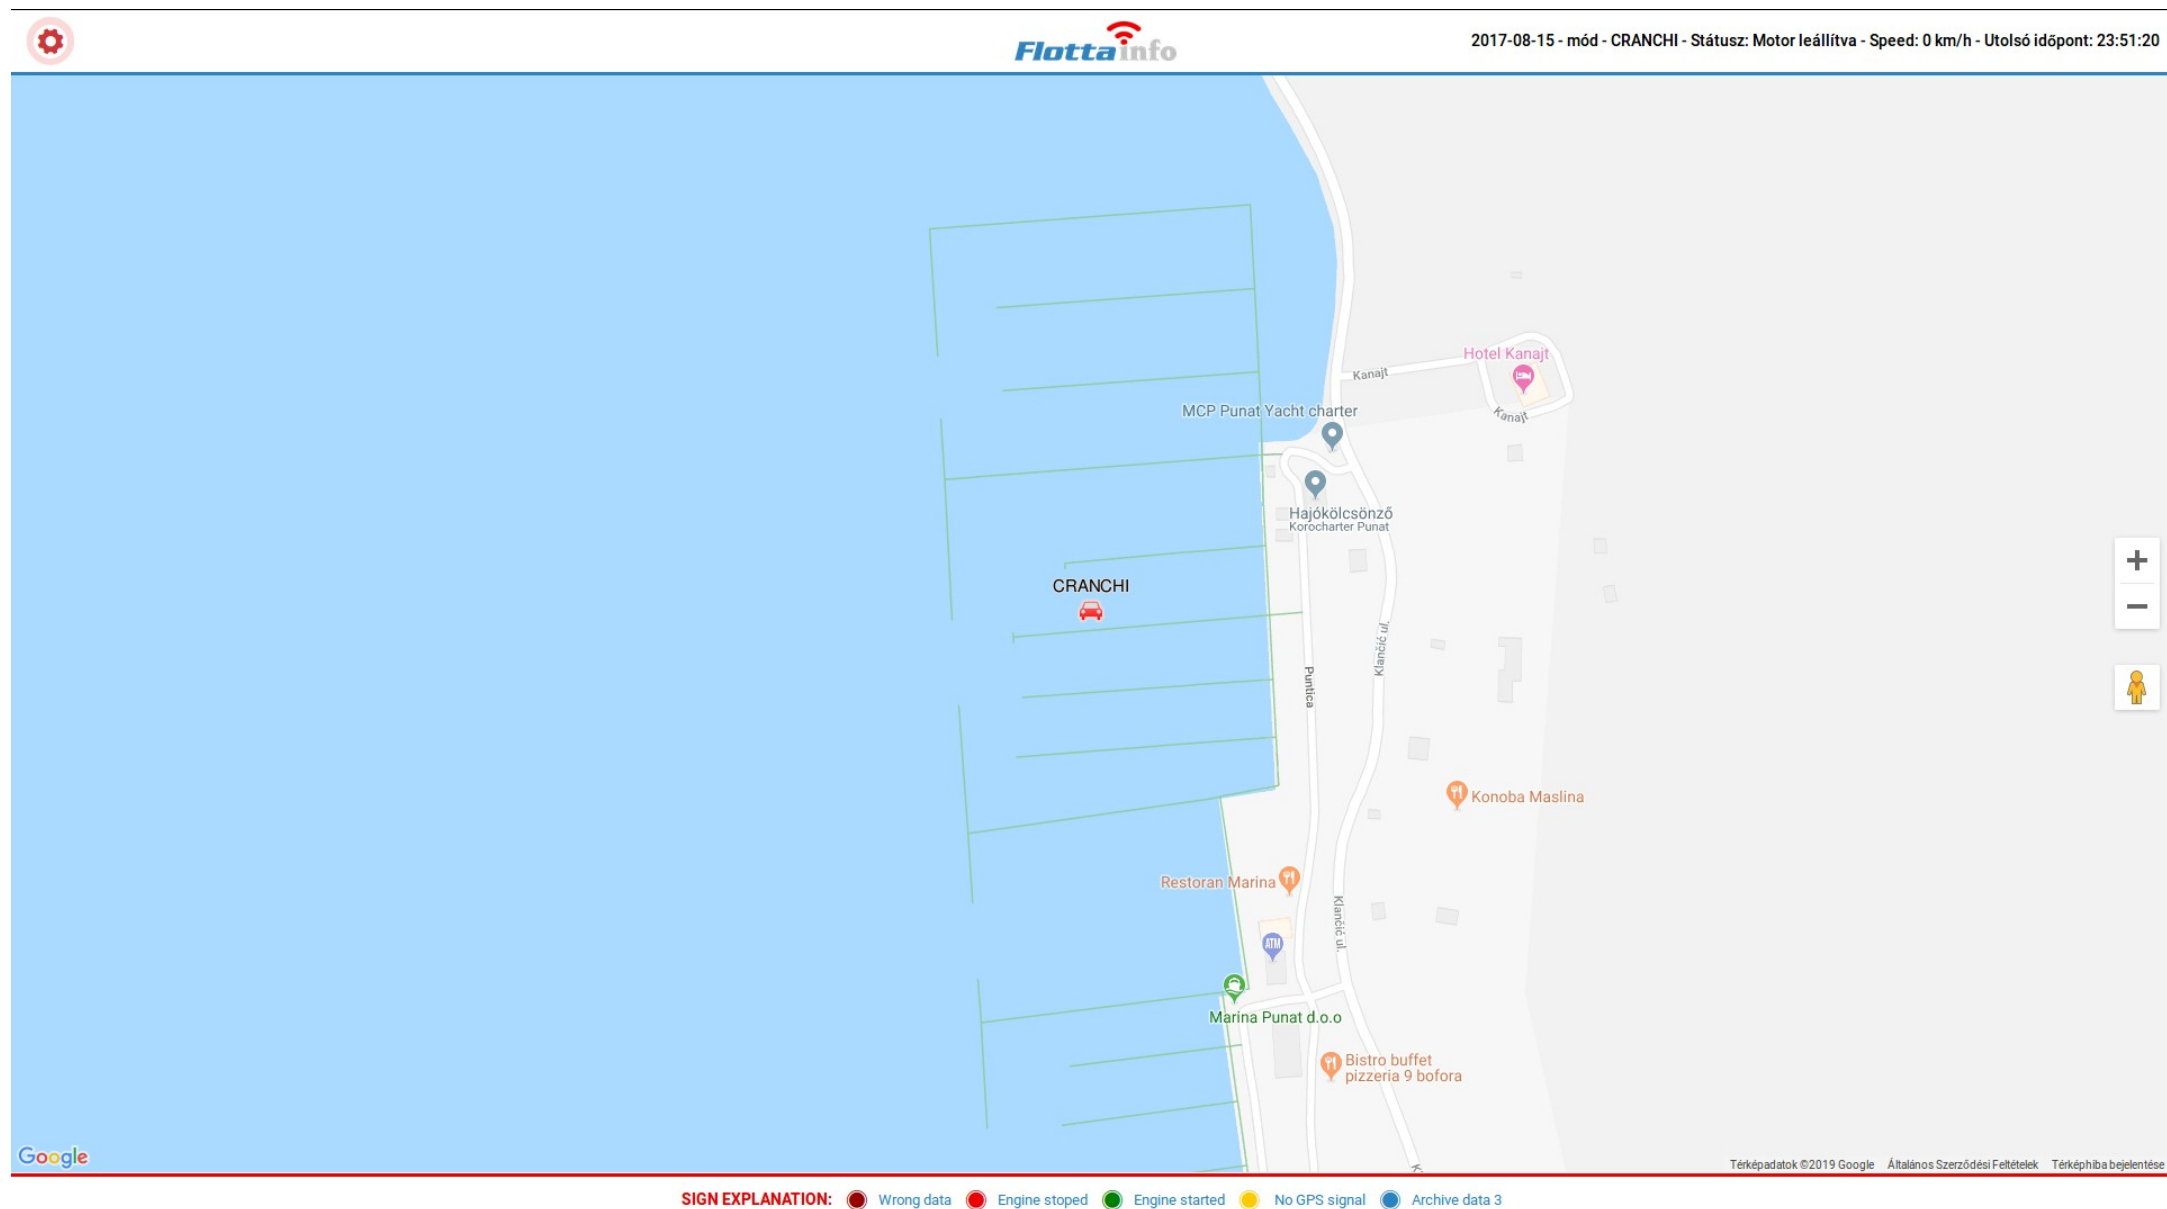 Flottainfo
2017-08-15 - mód - CRANCHI - Státusz: Motor leállítva - Speed: 0 km/h - Utolsó időpont: 23:51:20
Hotel Kanajt
Kanajt
Kanajt
MCP Punat Yacht charter
Hajókölcsönző
Korocharter Punat
CRANCHI
Klančić ul.
Puntica
Konoba Maslina
Restoran Marina
Klančić ul.
ATM
Marina Punat d.o.o
Bistro buffet
pizzeria 9 bofora
Google
Térképadatok ©2019 Google Általános Szerződési Feltételek Térképhiba bejelentése
SIGN EXPLANATION: Wrong data Engine stoped Engine started No GPS signal Archive data 3